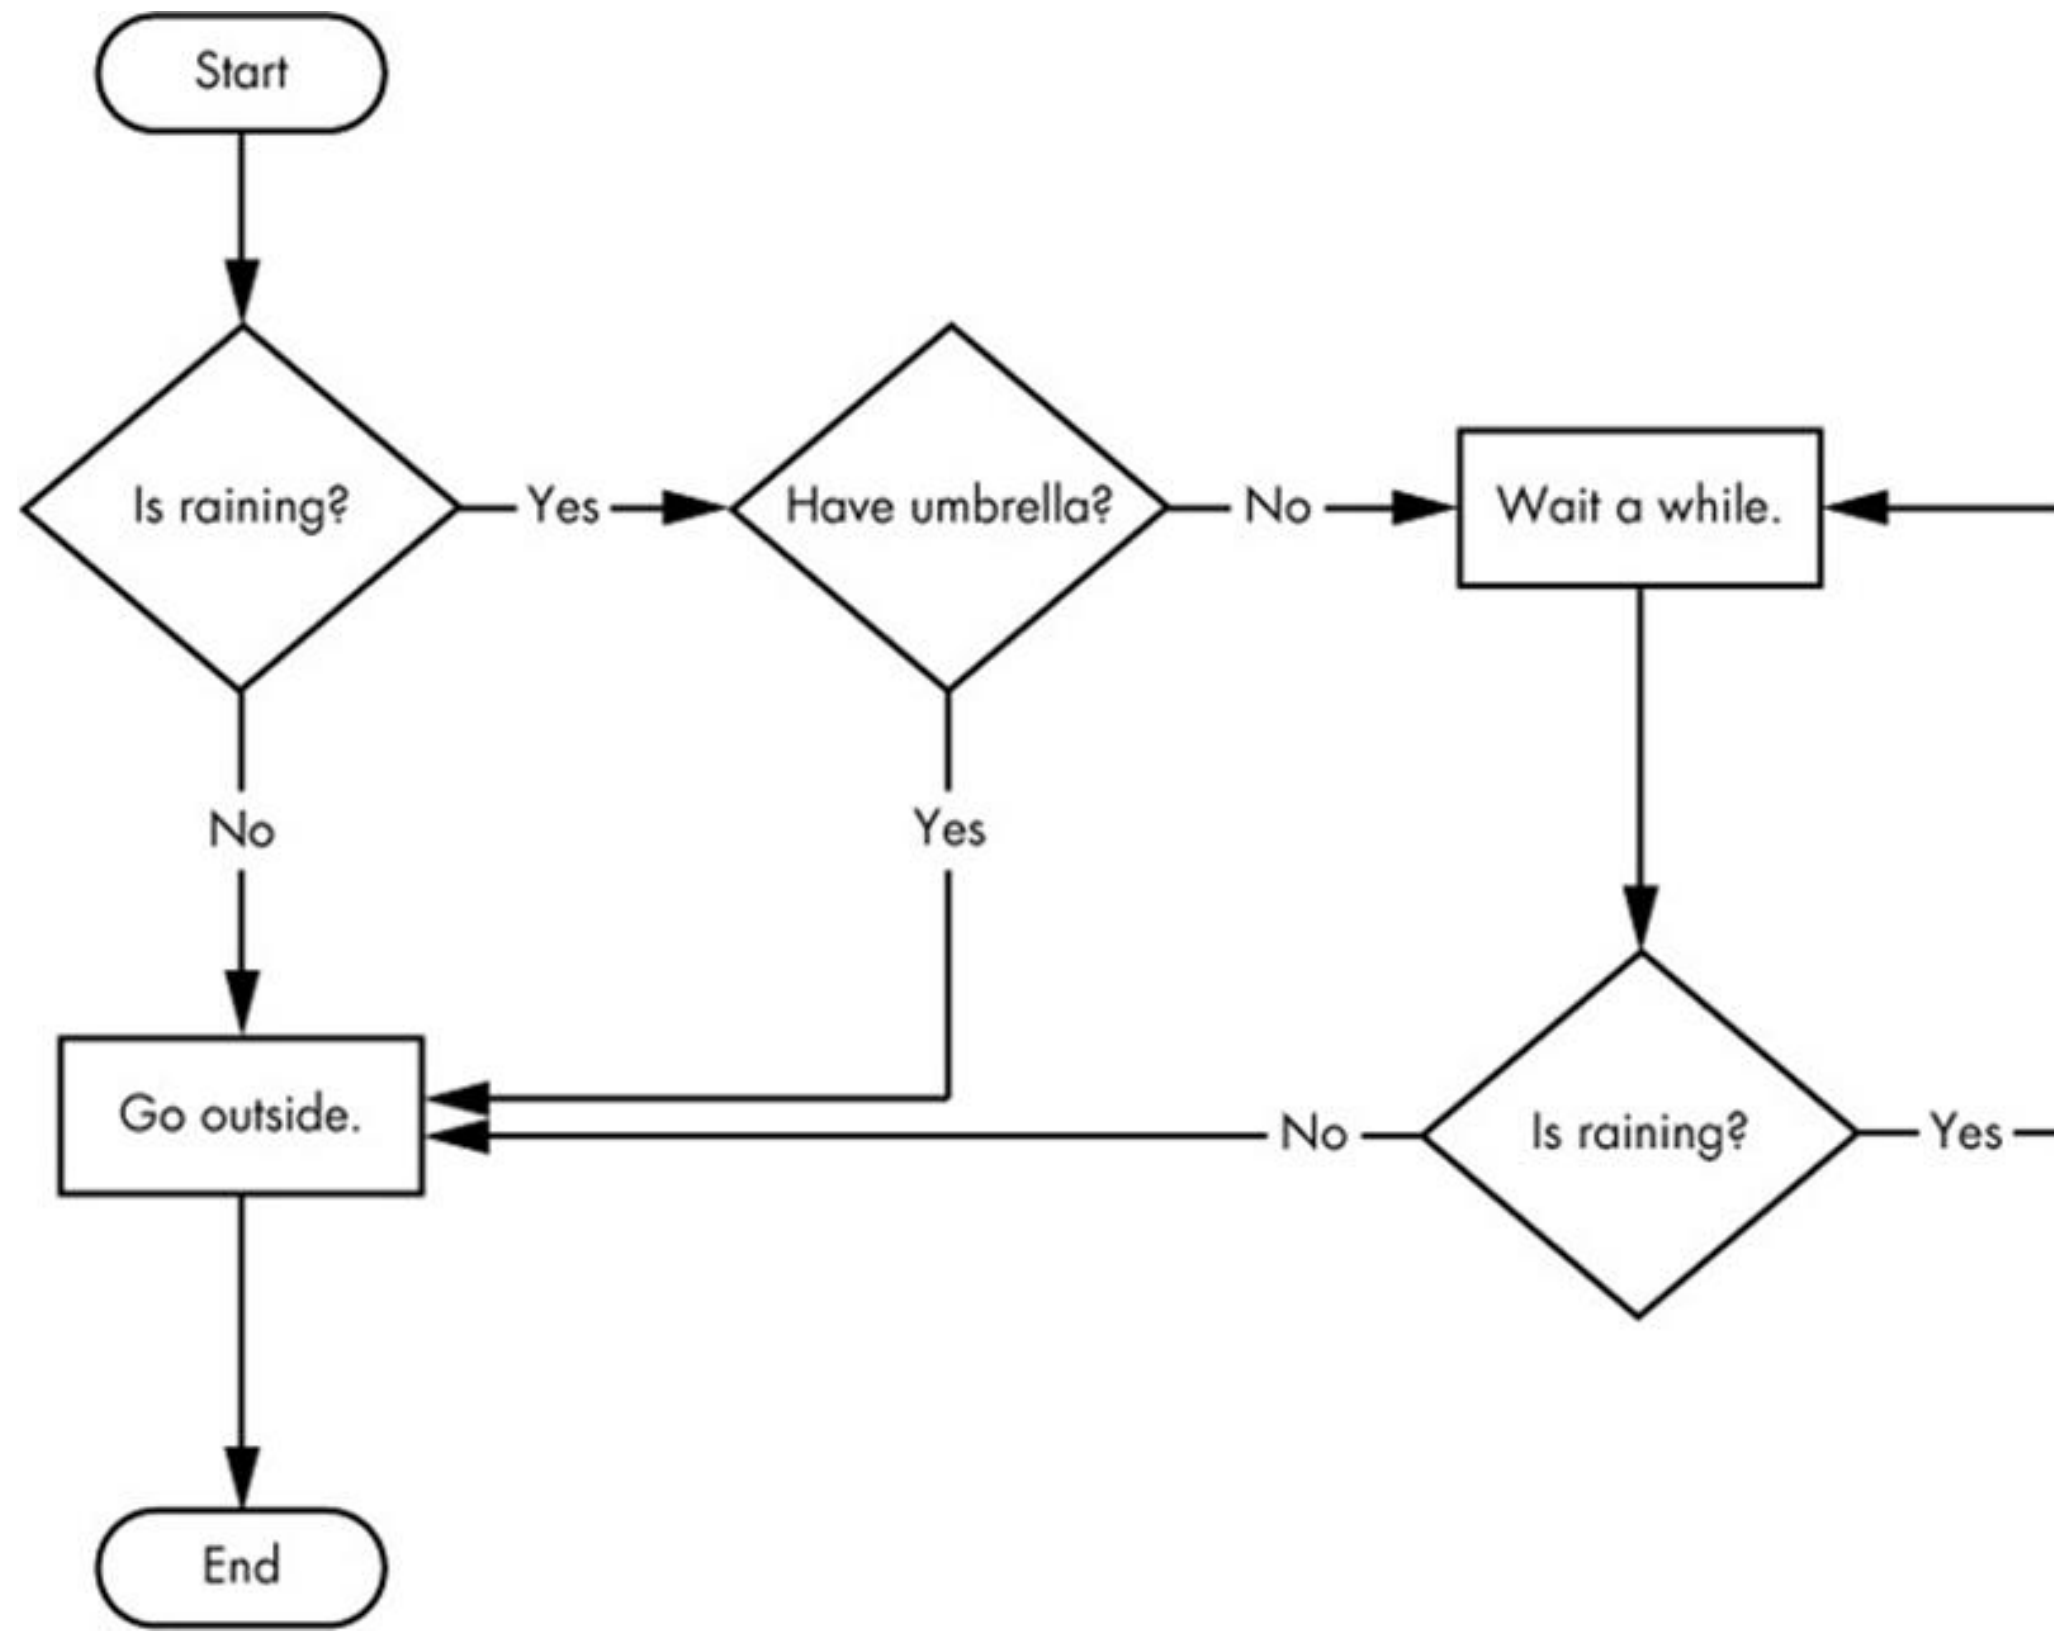 Start
Is raining?
Yes
Have umbrella?
No
Wait a while.
No
Yes
Go outside.
No
Is raining?
Yes
End